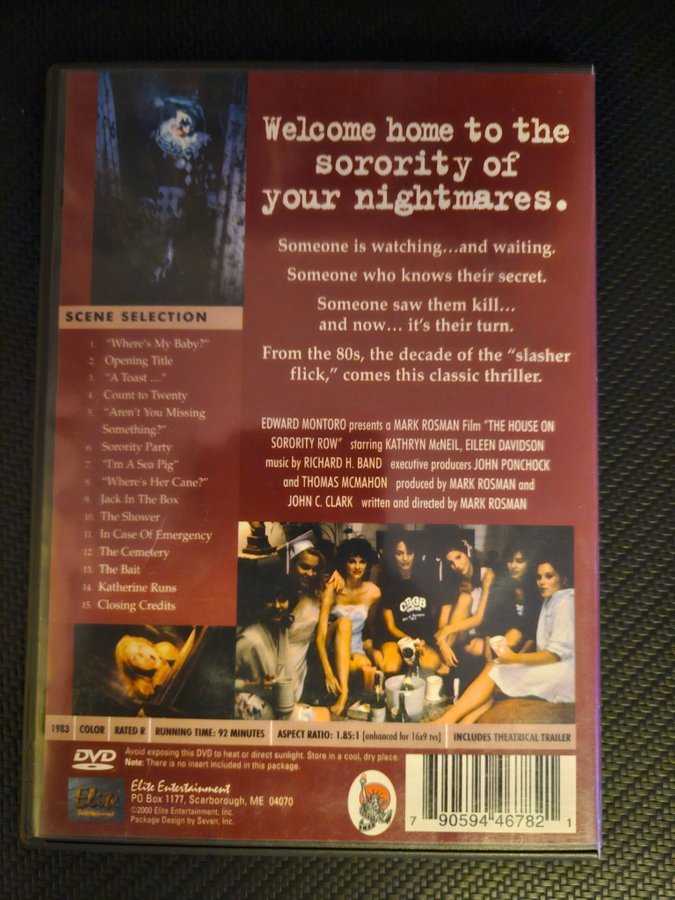 Welcome home to the
sorority of
your nightmares.
Someone is watching...and waiting.
Someone who knows their secret.
Someone saw them kill...
and now... it's their turn.
From the 80s, the decade of the "slasher
flick," comes this classic thriller.
SCENE SELECTION
1. "Where's My Baby?"
2. Opening Title
3. "A Toast ...."
4. Count to Twenty
5. "Aren't You Missing
Something?"
6. Sorority Party
7. "I'm A Sea Pig"
8. "Where's Her Cane?"
9. Jack In The Box
10. The Shower
11. In Case Of Emergency
12. The Cemetery
13. The Bait
14. Katherine Runs
15. Closing Credits
EDWARD MONTORO presents a MARK ROSMAN Film "THE HOUSE ON
SORORITY ROW" starring KATHRYN McNEIL, EILEEN DAVIDSON
music by RICHARD H. BAND executive producers JOHN PONCHOCK
and THOMAS MCMAHON produced by MARK ROSMAN and
JOHN C. CLARK written and directed by MARK ROSMAN
1983 COLOR RATED R RUNNING TIME: 92 MINUTES ASPECT RATIO: 1.85:1 [enhanced for 16x9 tvs] INCLUDES THEATRICAL TRAILER
DVD
VIDEO
Avoid exposing this DVD to heat or direct sunlight. Store in a cool, dry place.
Note: There is no insert included in this package.
Elite
Elite Entertainment
PO Box 1177, Scarborough, ME 04070
©2000 Elite Entertainment, Inc.
Package Design by Seven, Inc.
7 90594 46782 1